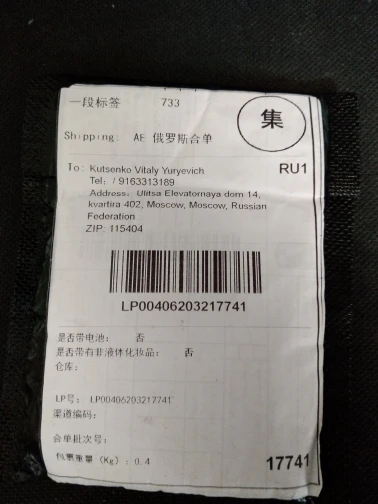 一段标签 733
集
Shipping: AE 俄罗斯合单
To: Kutsenko Vitaly Yuryevich
RU1
Tel: / 9163313189
Address: Ulitsa Elevatornaya dom 14,
kvartira 402, Moscow, Moscow, Russian
Federation
ZIP: 115404
LP00406203217741
是否带电池: 否
是否带有非液体化妆品: 否
仓库:
LP号: LP00406203217741
渠道编码:
合单批次号:
包裹重量 (Kg): 0.4
17741